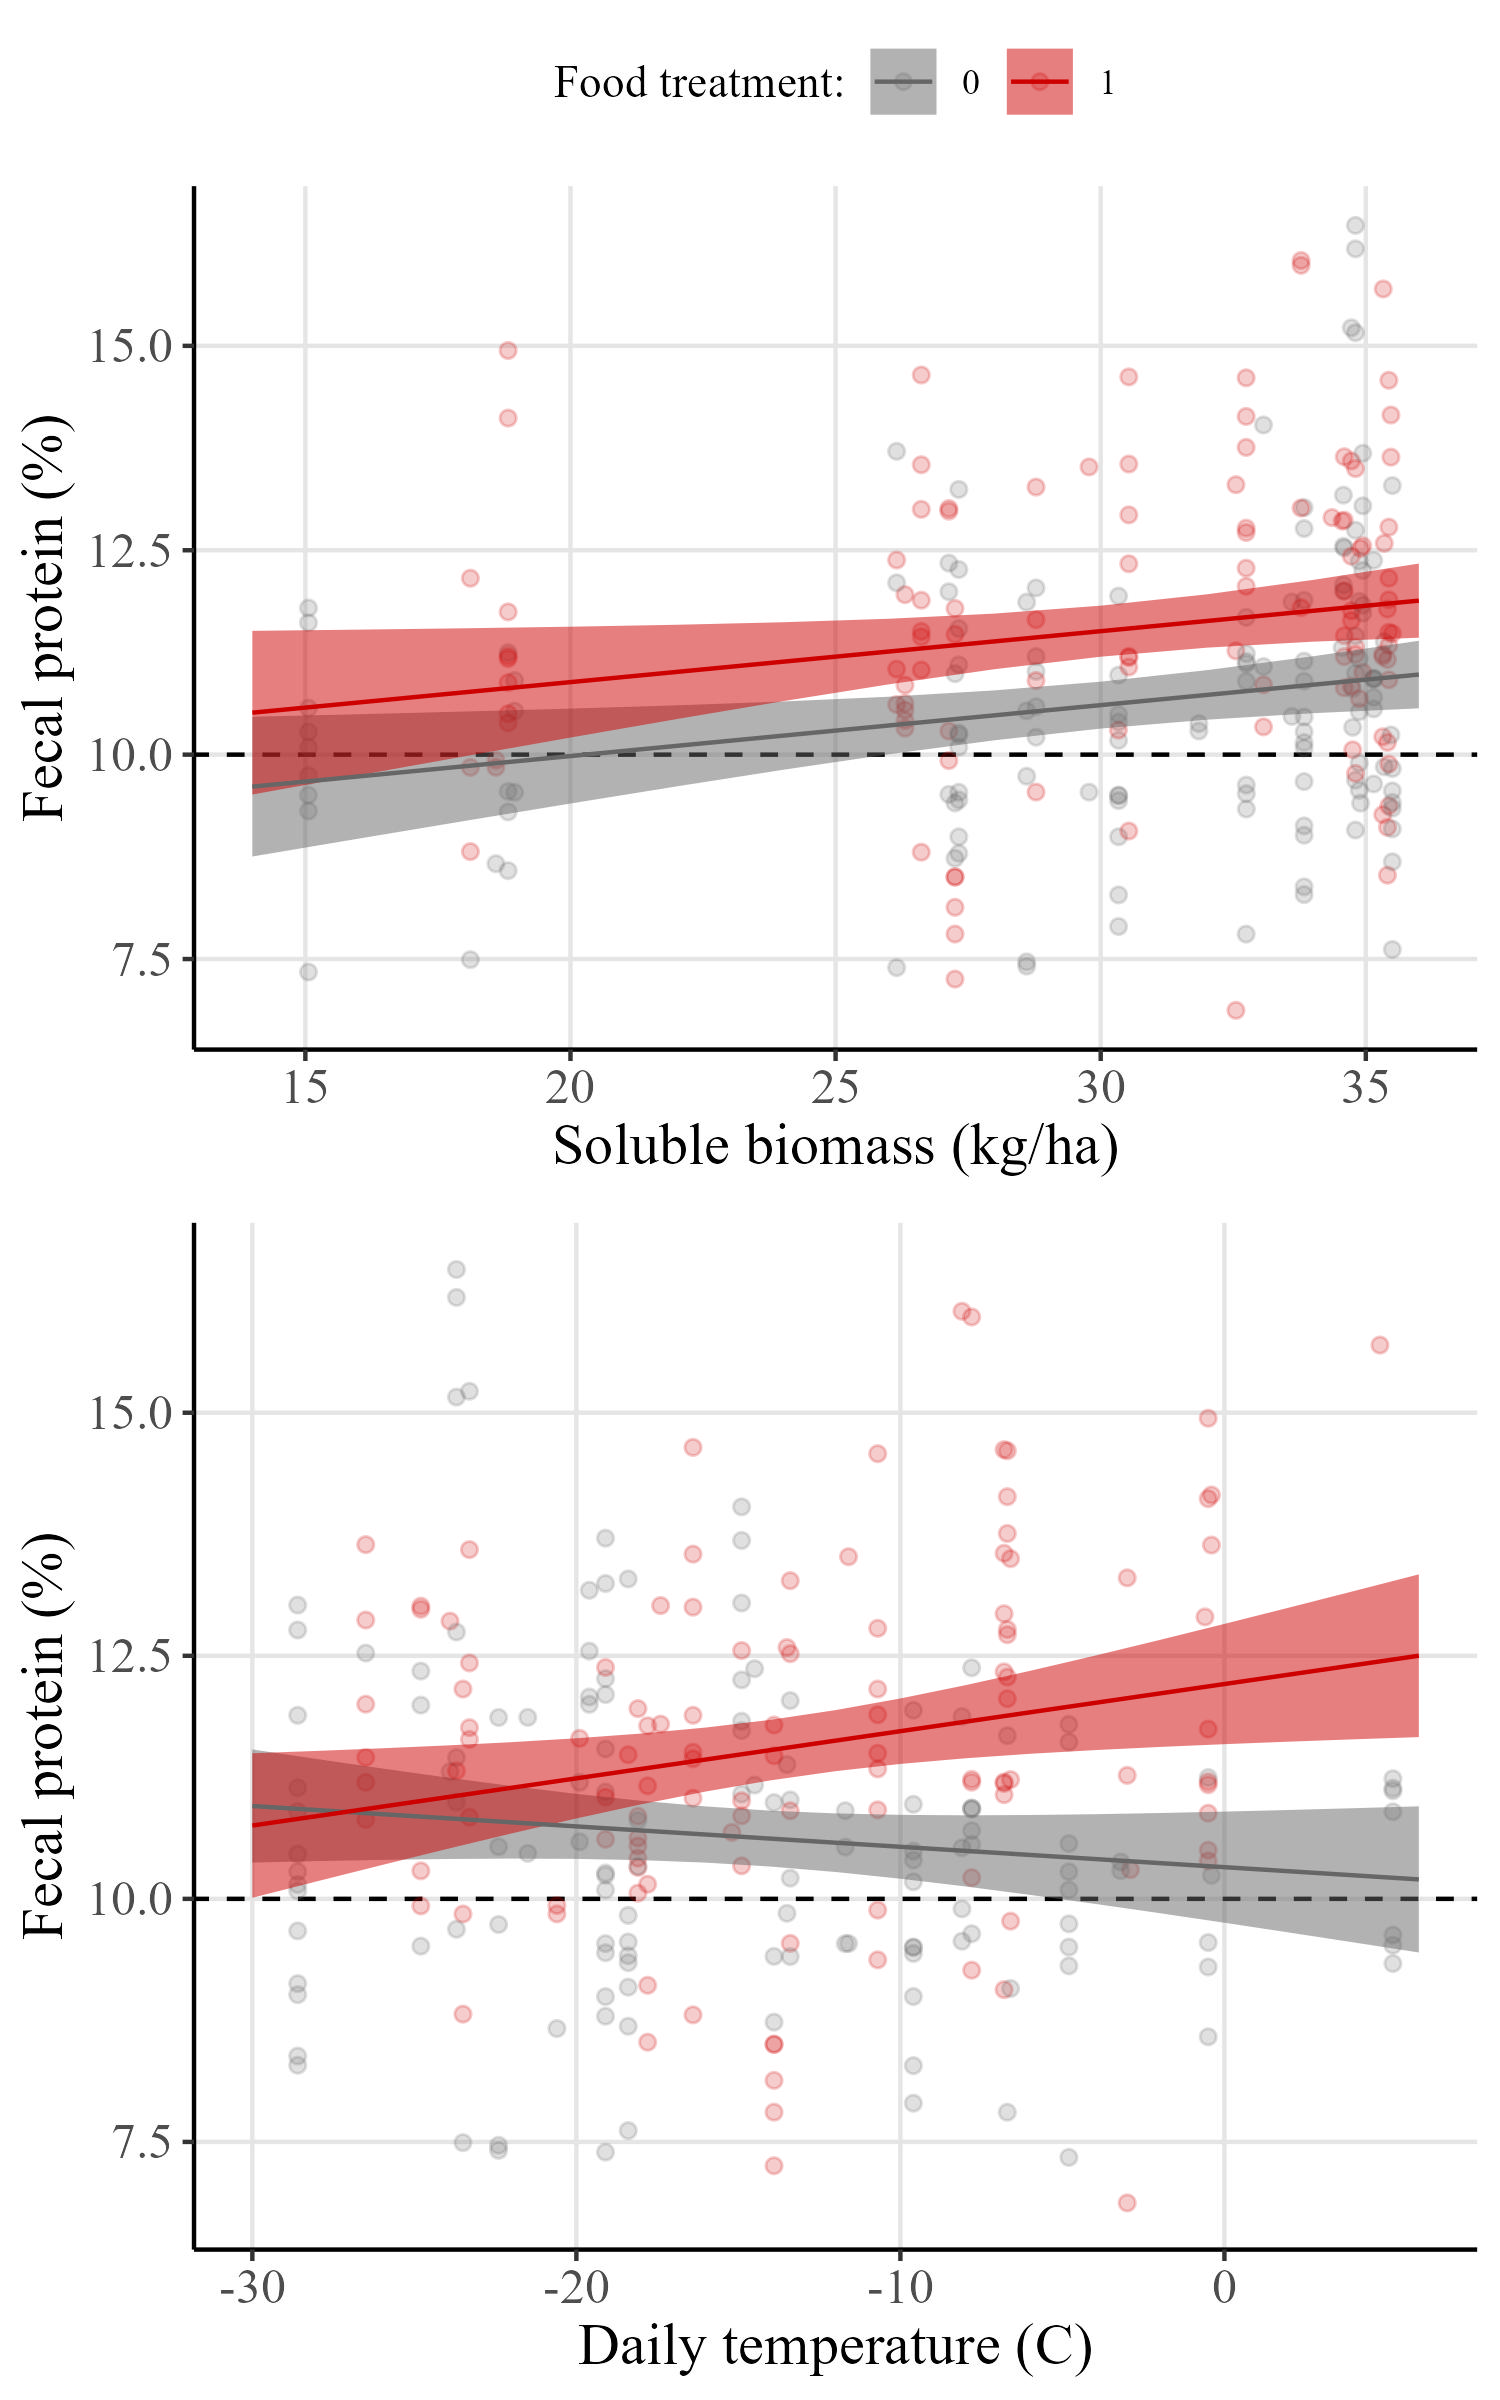 Food treatment: 0 1
Fecal protein (%)
15.0
12.5
10.0
7.5
15 20 25 30 35
Soluble biomass (kg/ha)
Fecal protein (%)
15.0
12.5
10.0
7.5
-30 -20 -10 0
Daily temperature (C)